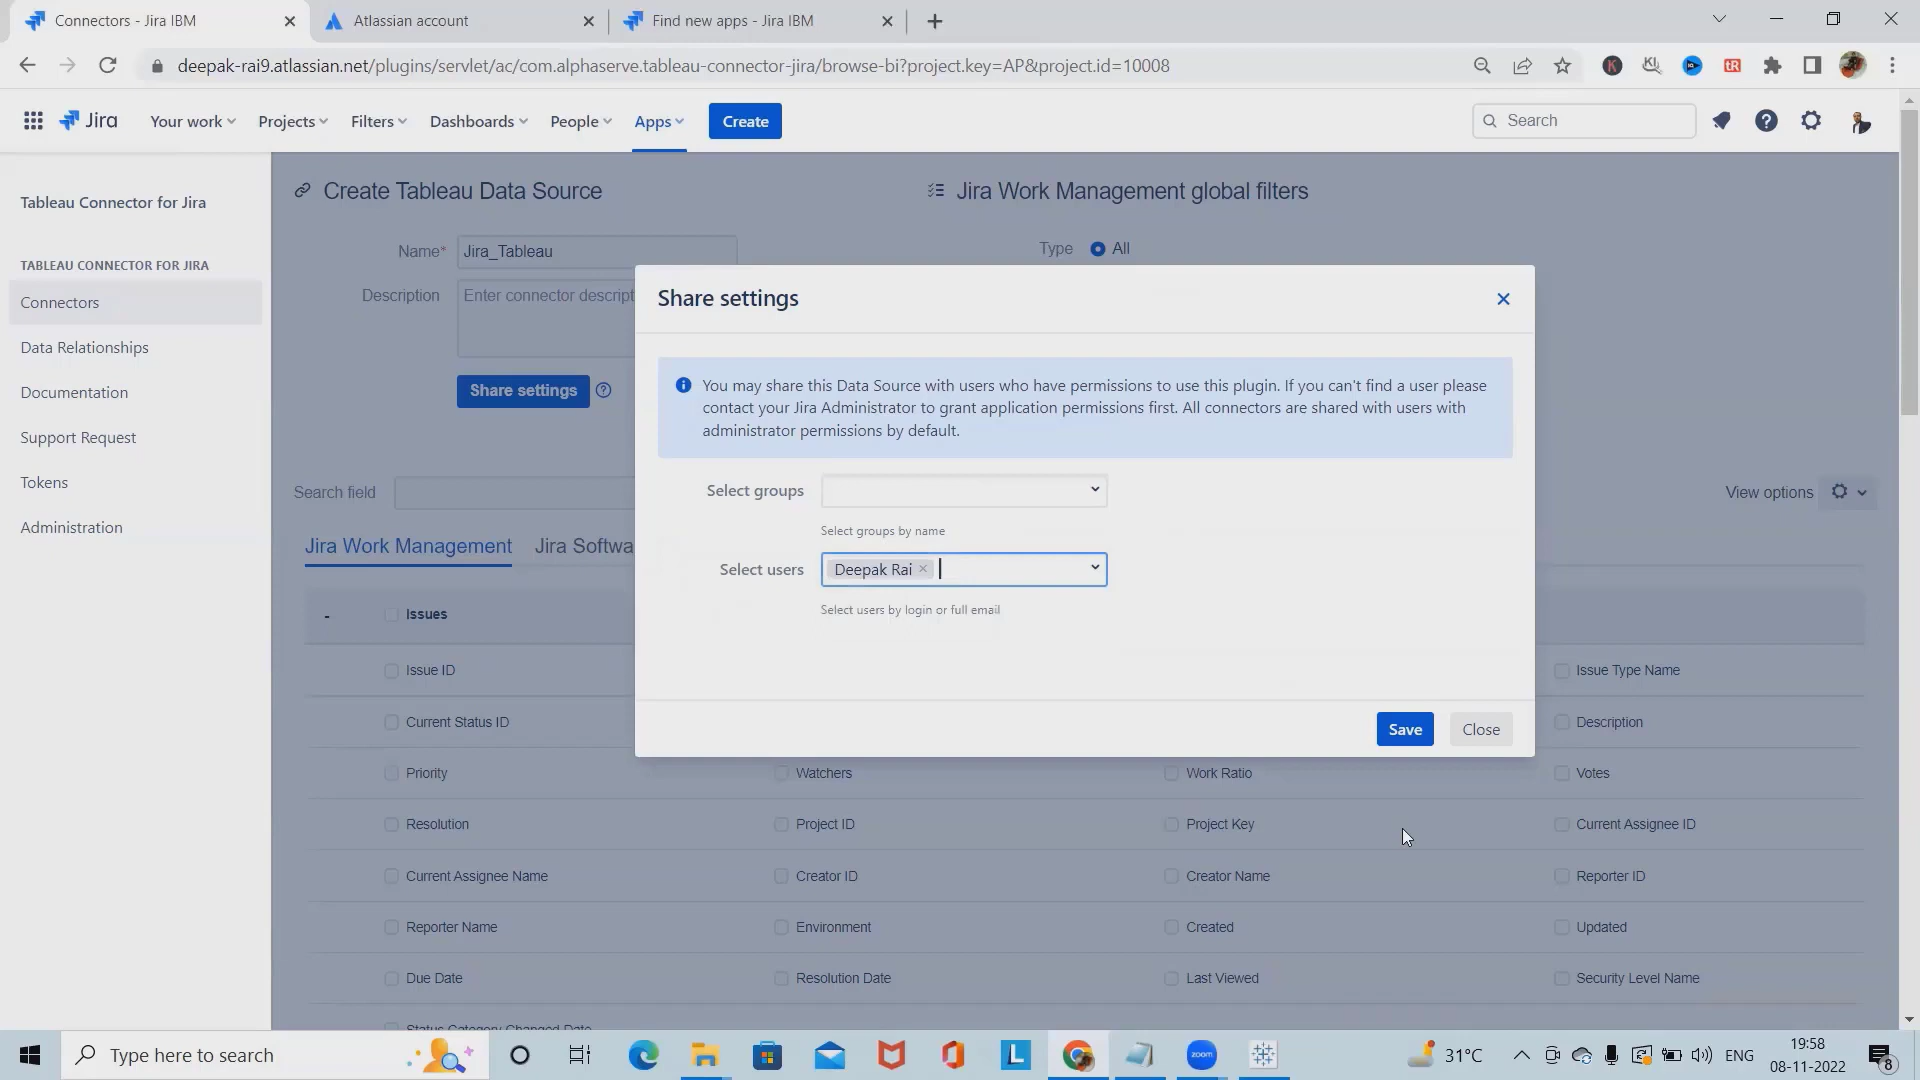 Connectors - Jira IBM
Atlassian account
Find new apps - Jira IBM
deepak-rai9.atlassian.net/plugins/servlet/ac/com.alphaserve.tableau-connector-jira/browse-bi?project.key=AP&project.id=10008
Jira
Your work
Projects
Filters
Dashboards
People
Apps
Create
Search
Tableau Connector for Jira
TABLEAU CONNECTOR FOR JIRA
Connectors
Data Relationships
Documentation
Support Request
Tokens
Administration
Create Tableau Data Source
Jira Work Management global filters
Name*
Jira_Tableau
Type
All
Description
Enter connector descript
Share settings
Share settings
You may share this Data Source with users who have permissions to use this plugin. If you can't find a user please
contact your Jira Administrator to grant application permissions first. All connectors are shared with users with
administrator permissions by default.
Select groups
Select groups by name
Select users
Deepak Rai
Select users by login or full email
Save
Close
Search field
View options
Jira Work Management
Jira Softwa
- Issues
Issue ID
Issue Type Name
Current Status ID
Description
Priority
Watchers
Work Ratio
Votes
Resolution
Project ID
Project Key
Current Assignee ID
Current Assignee Name
Creator ID
Creator Name
Reporter ID
Reporter Name
Environment
Created
Updated
Due Date
Resolution Date
Last Viewed
Security Level Name
Status Category Changed Date
Type here to search
zoom
31°C
ENG
19:58
08-11-2022
8